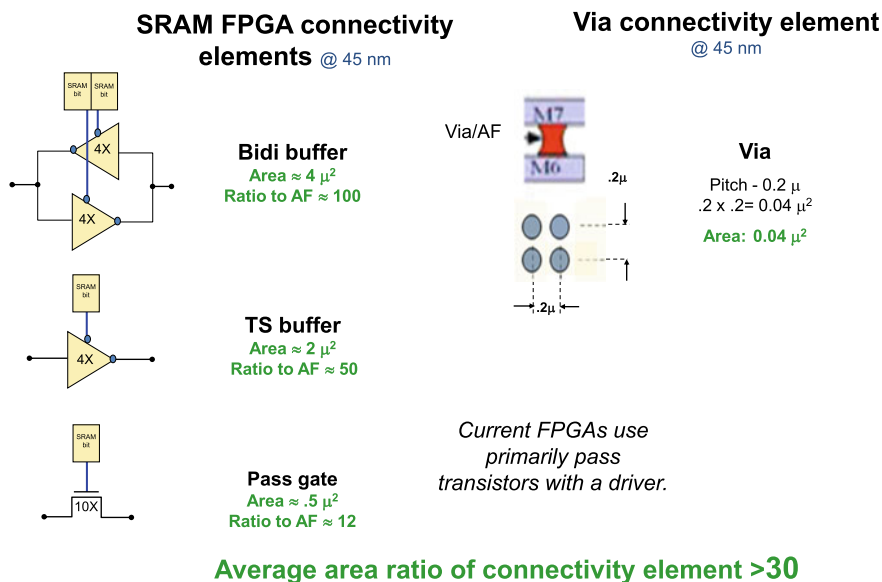 SRAM FPGA connectivity
elements @ 45 nm
Via connectivity element
@ 45 nm
SRAM
bit
SRAM
bit
4X
4X
Bidi buffer
Area ≈ 4 μ²
Ratio to AF ≈ 100
Via/AF
M7
M6
.2μ
.2μ
Via
Pitch - 0.2 μ
.2 x .2= 0.04 μ²
Area: 0.04 μ²
SRAM
bit
4X
TS buffer
Area ≈ 2 μ²
Ratio to AF ≈ 50
SRAM
bit
10X
Pass gate
Area ≈ .5 μ²
Ratio to AF ≈ 12
Current FPGAs use
primarily pass
transistors with a driver.
Average area ratio of connectivity element >30